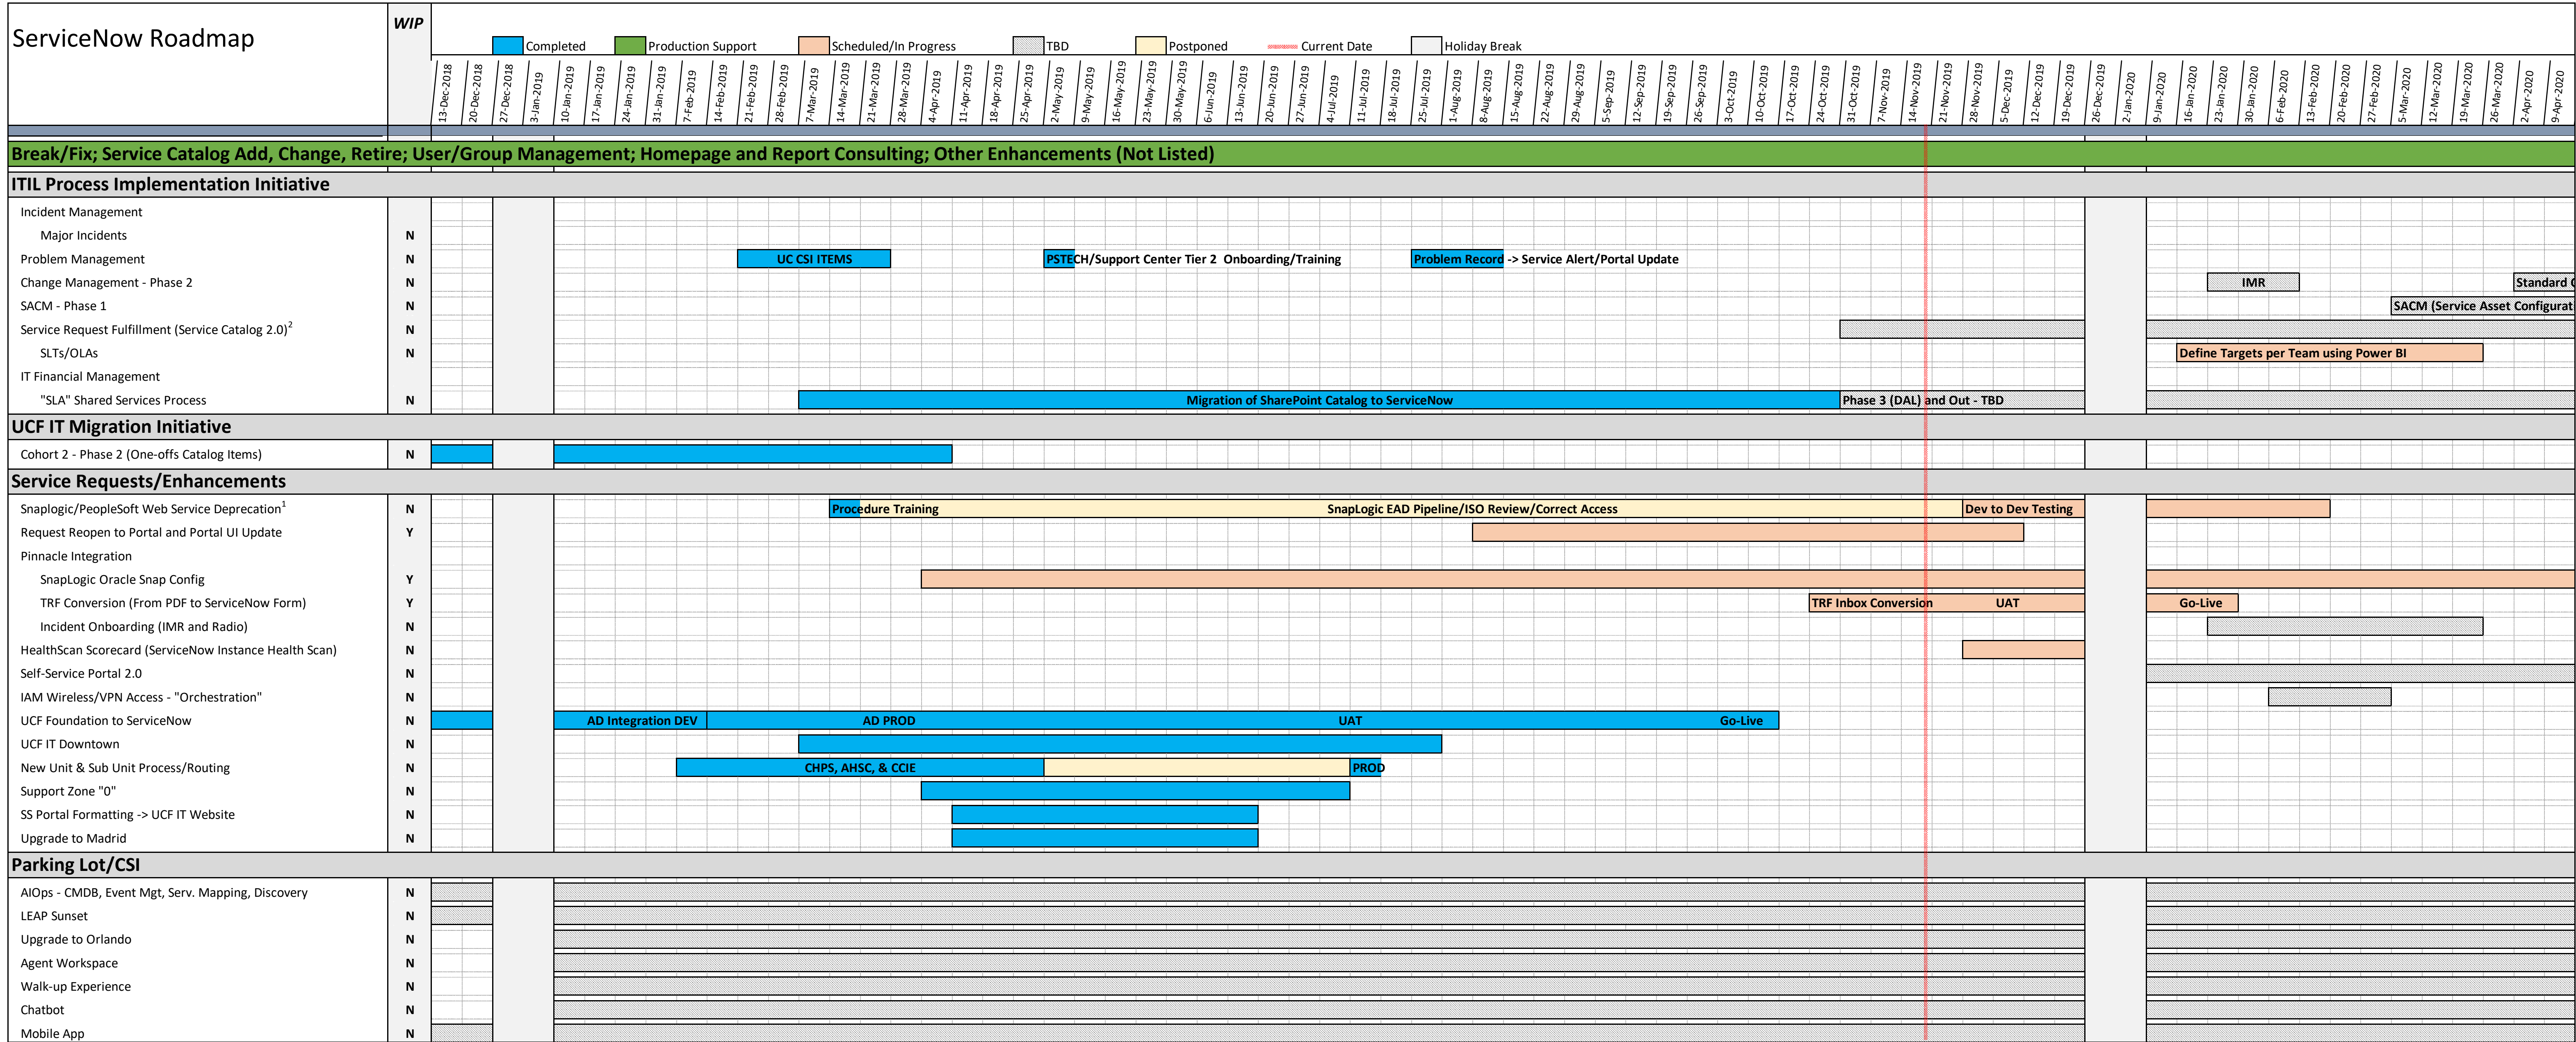 ServiceNow Roadmap
WIP
Completed
Production Support
Scheduled/In Progress
TBD
Postponed
Current Date
Holiday Break
13-Dec-2018
20-Dec-2018
27-Dec-2018
3-Jan-2019
10-Jan-2019
17-Jan-2019
24-Jan-2019
31-Jan-2019
7-Feb-2019
14-Feb-2019
21-Feb-2019
28-Feb-2019
7-Mar-2019
14-Mar-2019
21-Mar-2019
28-Mar-2019
4-Apr-2019
11-Apr-2019
18-Apr-2019
25-Apr-2019
2-May-2019
9-May-2019
16-May-2019
23-May-2019
30-May-2019
6-Jun-2019
13-Jun-2019
20-Jun-2019
27-Jun-2019
4-Jul-2019
11-Jul-2019
18-Jul-2019
25-Jul-2019
1-Aug-2019
8-Aug-2019
15-Aug-2019
22-Aug-2019
29-Aug-2019
5-Sep-2019
12-Sep-2019
19-Sep-2019
26-Sep-2019
3-Oct-2019
10-Oct-2019
17-Oct-2019
24-Oct-2019
31-Oct-2019
7-Nov-2019
14-Nov-2019
21-Nov-2019
28-Nov-2019
5-Dec-2019
12-Dec-2019
19-Dec-2019
26-Dec-2019
2-Jan-2020
9-Jan-2020
16-Jan-2020
23-Jan-2020
30-Jan-2020
6-Feb-2020
13-Feb-2020
20-Feb-2020
27-Feb-2020
5-Mar-2020
12-Mar-2020
19-Mar-2020
26-Mar-2020
2-Apr-2020
9-Apr-2020
Break/Fix; Service Catalog Add, Change, Retire; User/Group Management; Homepage and Report Consulting; Other Enhancements (Not Listed)
ITIL Process Implementation Initiative
Incident Management
Major Incidents N
Problem Management N UC CSI ITEMS PSTECH/Support Center Tier 2 Onboarding/Training Problem Record -> Service Alert/Portal Update
Change Management - Phase 2 N IMR Standard
SACM - Phase 1 N SACM (Service Asset Configurat
Service Request Fulfillment (Service Catalog 2.0)2 N
SLTs/OLAs N Define Targets per Team using Power BI
IT Financial Management
"SLA" Shared Services Process N Migration of SharePoint Catalog to ServiceNow Phase 3 (DAL) and Out - TBD
UCF IT Migration Initiative
Cohort 2 - Phase 2 (One-offs Catalog Items) N
Service Requests/Enhancements
Snaplogic/PeopleSoft Web Service Deprecation1 N Procedure Training SnapLogic EAD Pipeline/ISO Review/Correct Access Dev to Dev Testing
Request Reopen to Portal and Portal UI Update Y
Pinnacle Integration
SnapLogic Oracle Snap Config Y
TRF Conversion (From PDF to ServiceNow Form) Y TRF Inbox Conversion UAT Go-Live
Incident Onboarding (IMR and Radio) N
HealthScan Scorecard (ServiceNow Instance Health Scan) N
Self-Service Portal 2.0 N
IAM Wireless/VPN Access - "Orchestration" N
UCF Foundation to ServiceNow N AD Integration DEV AD PROD UAT Go-Live
UCF IT Downtown N
New Unit & Sub Unit Process/Routing N CHPS, AHSC, & CCIE PROD
Support Zone "0" N
SS Portal Formatting -> UCF IT Website N
Upgrade to Madrid N
Parking Lot/CSI
AIOps - CMDB, Event Mgt, Serv. Mapping, Discovery N
LEAP Sunset N
Upgrade to Orlando N
Agent Workspace N
Walk-up Experience N
Chatbot N
Mobile App N